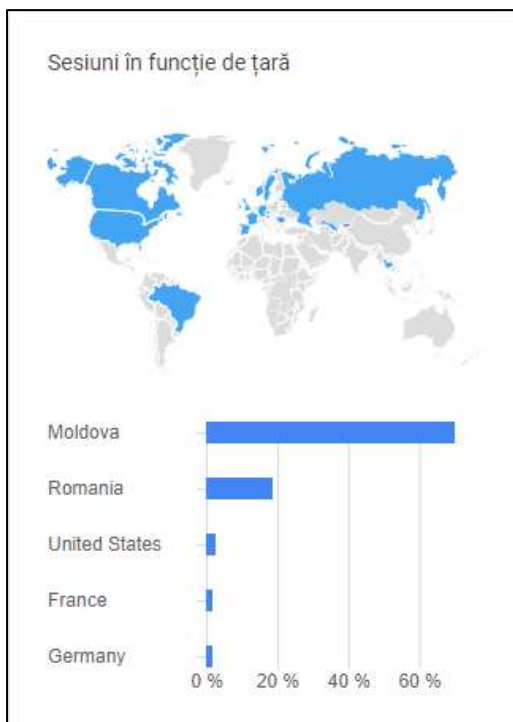 Sesiuni în funcție de țară
Moldova
Romania
United States
France
Germany
0 % 20 % 40 % 60 %